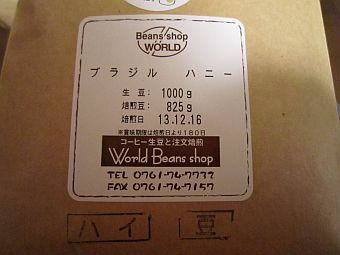 Beans shop
WORLD
ブラジル ハニー
生豆: 1000g
焙煎豆: 825g
焙煎日 13.12.16
※賞味期限は焙煎日より180日
コーヒー生豆と注文焙煎
World Beans shop
TEL 0761-74-7733
FAX 0761-74-7157
ハイ 豆